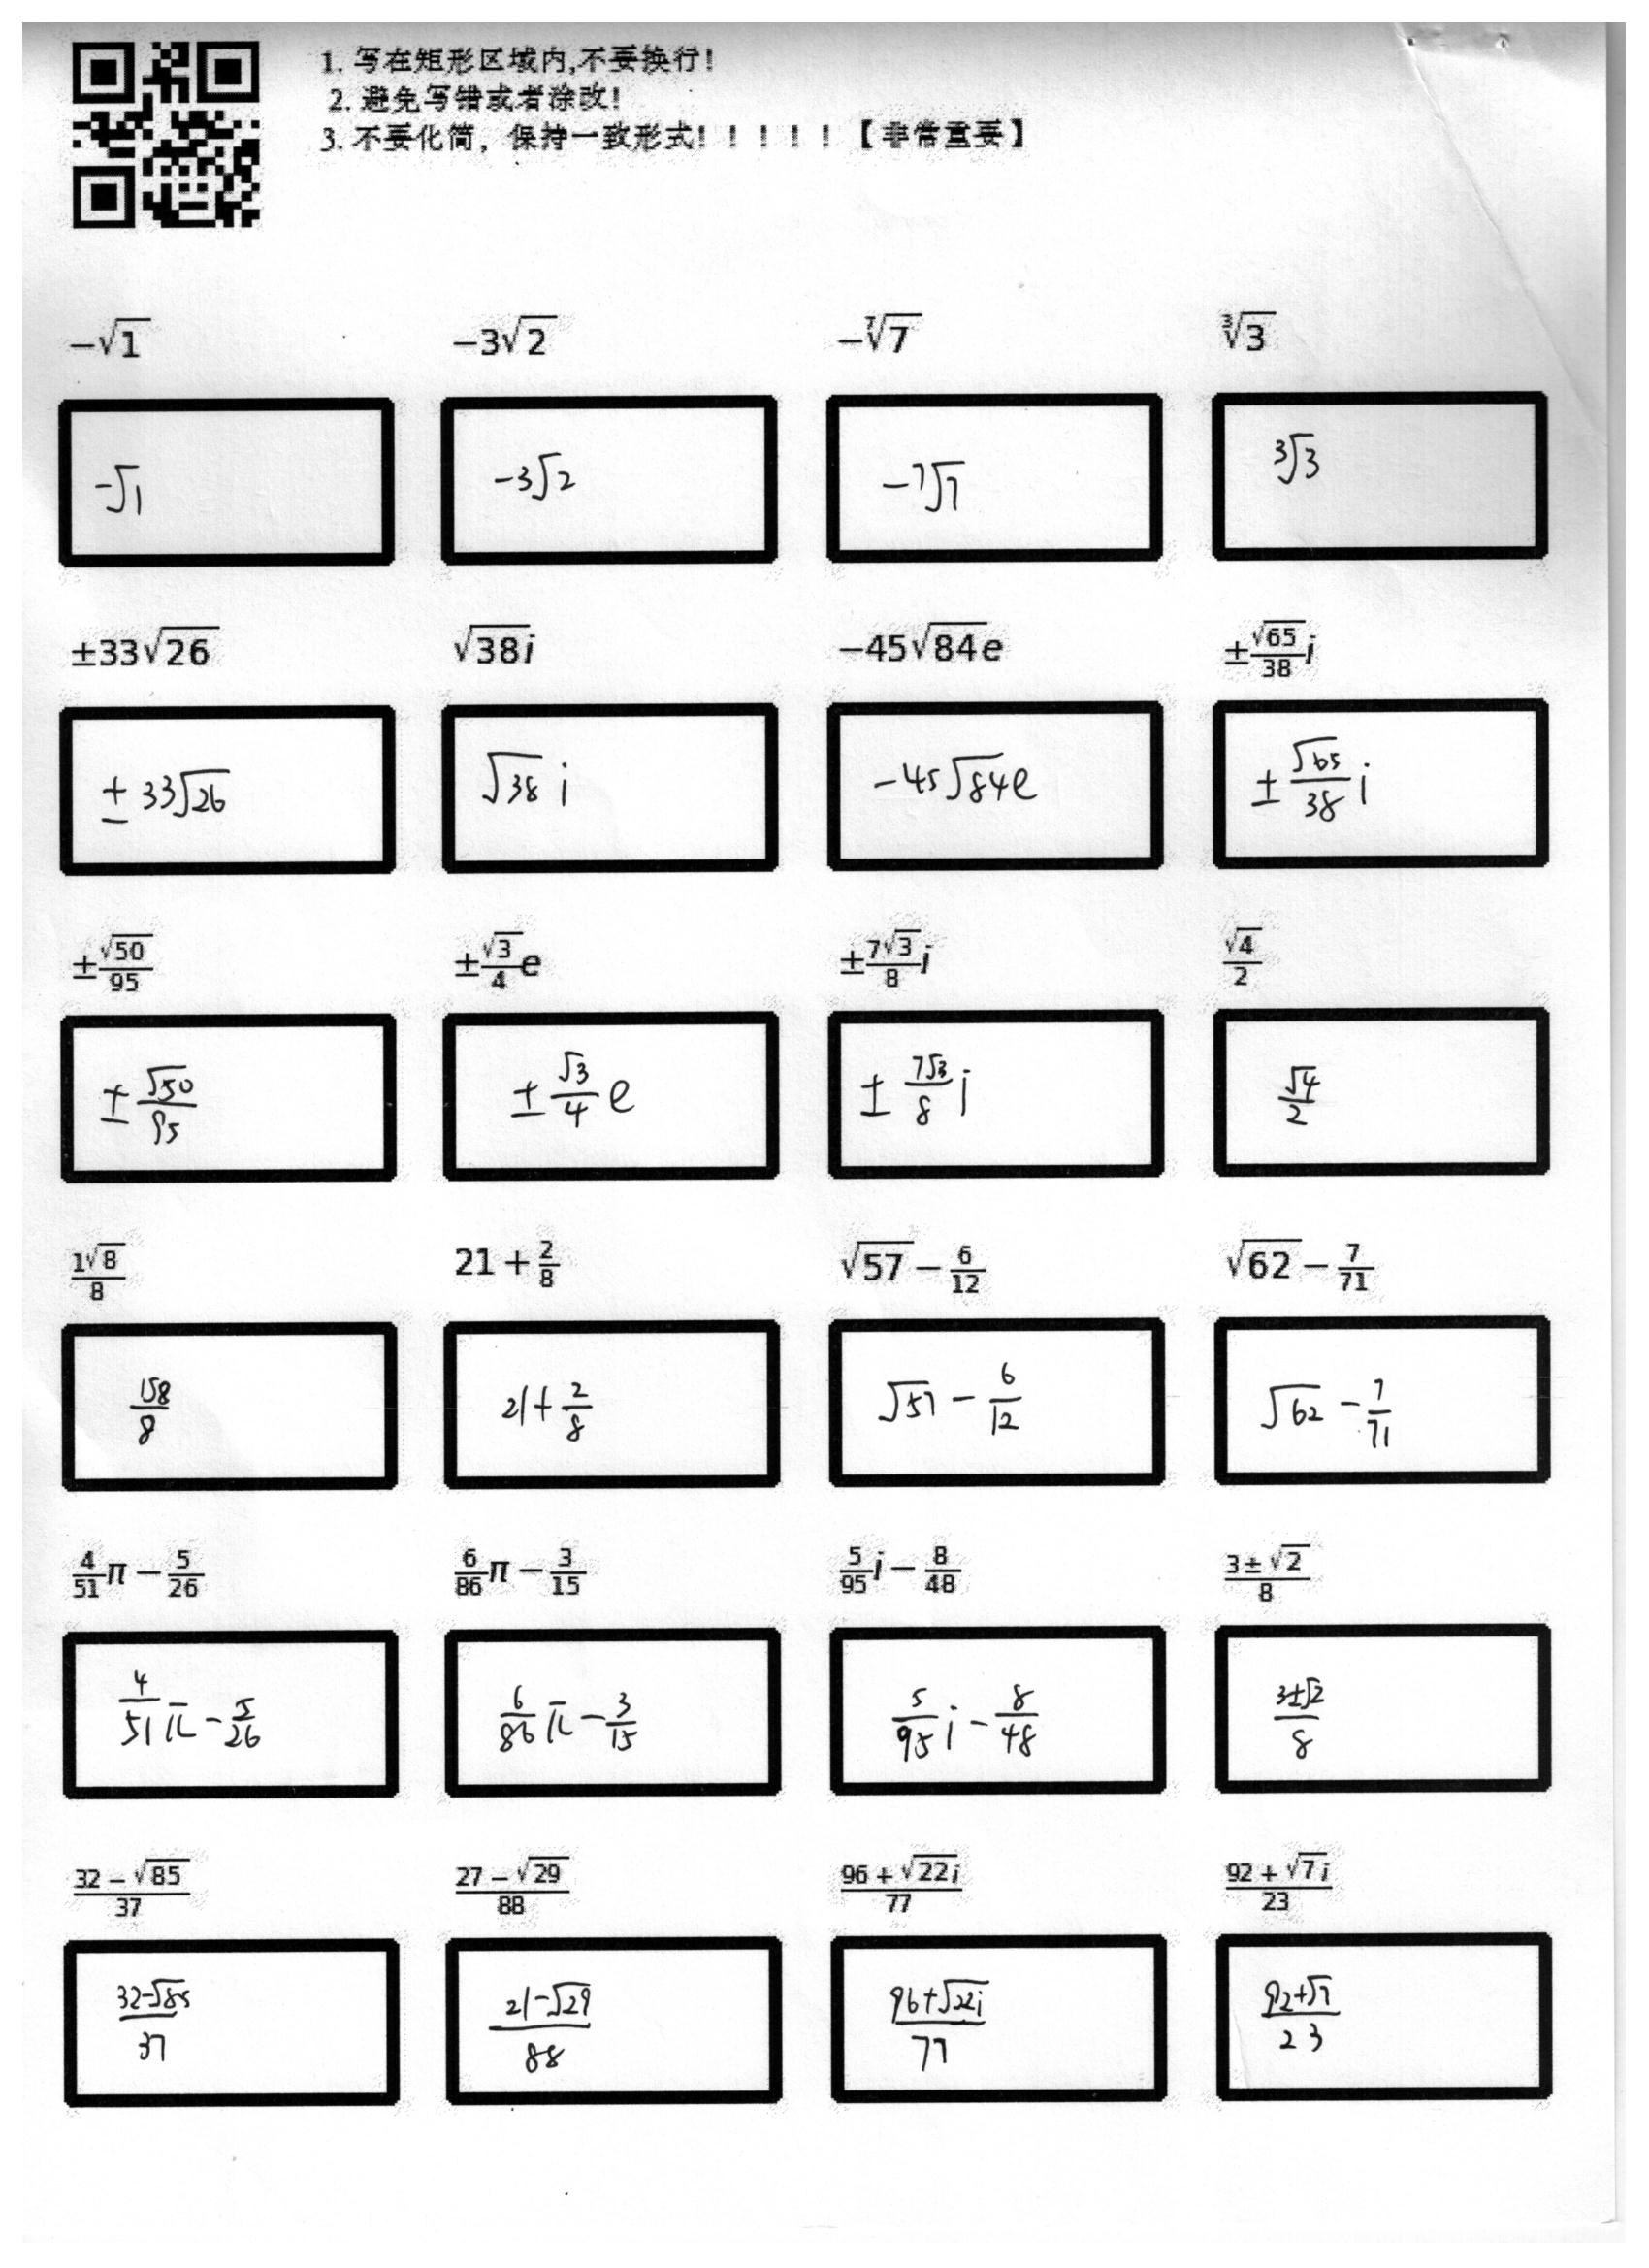 1. 写在矩形区域内,不要换行!
2. 避免写错或者涂改!
3. 不要化简，保持一致形式! ! ! ! ! 【非常重要】
$-\sqrt{1}$ $-3\sqrt{2}$ $-\sqrt[7]{7}$ $\sqrt[3]{3}$
$-\sqrt{1}$ $-3\sqrt{2}$ $-\sqrt[7]{7}$ $\sqrt[3]{3}$
$\pm33\sqrt{26}$ $\sqrt{38}i$ $-45\sqrt{84}e$ $\pm\frac{\sqrt{65}}{38}i$
$\pm33\sqrt{26}$ $\sqrt{38}i$ $-45\sqrt{84}e$ $\pm\frac{\sqrt{65}}{38}i$
$\pm\frac{\sqrt{50}}{95}$ $\pm\frac{\sqrt{3}}{4}e$ $\pm\frac{7\sqrt{3}}{8}i$ $\frac{\sqrt{4}}{2}$
$\pm\frac{\sqrt{50}}{95}$ $\pm\frac{\sqrt{3}}{4}e$ $\pm\frac{7\sqrt{3}}{8}i$ $\frac{\sqrt{4}}{2}$
$\frac{1\sqrt{8}}{8}$ $21+\frac{2}{8}$ $\sqrt{57}-\frac{6}{12}$ $\sqrt{62}-\frac{7}{71}$
$\frac{1\sqrt{8}}{8}$ $21+\frac{2}{8}$ $\sqrt{57}-\frac{6}{12}$ $\sqrt{62}-\frac{7}{71}$
$\frac{4}{51}\pi-\frac{5}{26}$ $\frac{6}{86}\pi-\frac{3}{15}$ $\frac{5}{95}i-\frac{8}{48}$ $\frac{3\pm\sqrt{2}}{8}$
$\frac{4}{51}\pi-\frac{5}{26}$ $\frac{6}{86}\pi-\frac{3}{15}$ $\frac{5}{95}i-\frac{8}{48}$ $\frac{3\pm\sqrt{2}}{8}$
$\frac{32-\sqrt{85}}{37}$ $\frac{27-\sqrt{29}}{88}$ $\frac{96+\sqrt{22}i}{77}$ $\frac{92+\sqrt{7}i}{23}$
$\frac{32-\sqrt{85}}{37}$ $\frac{21-\sqrt{29}}{88}$ $\frac{96+\sqrt{22}i}{77}$ $\frac{92+\sqrt{7}}{23}$